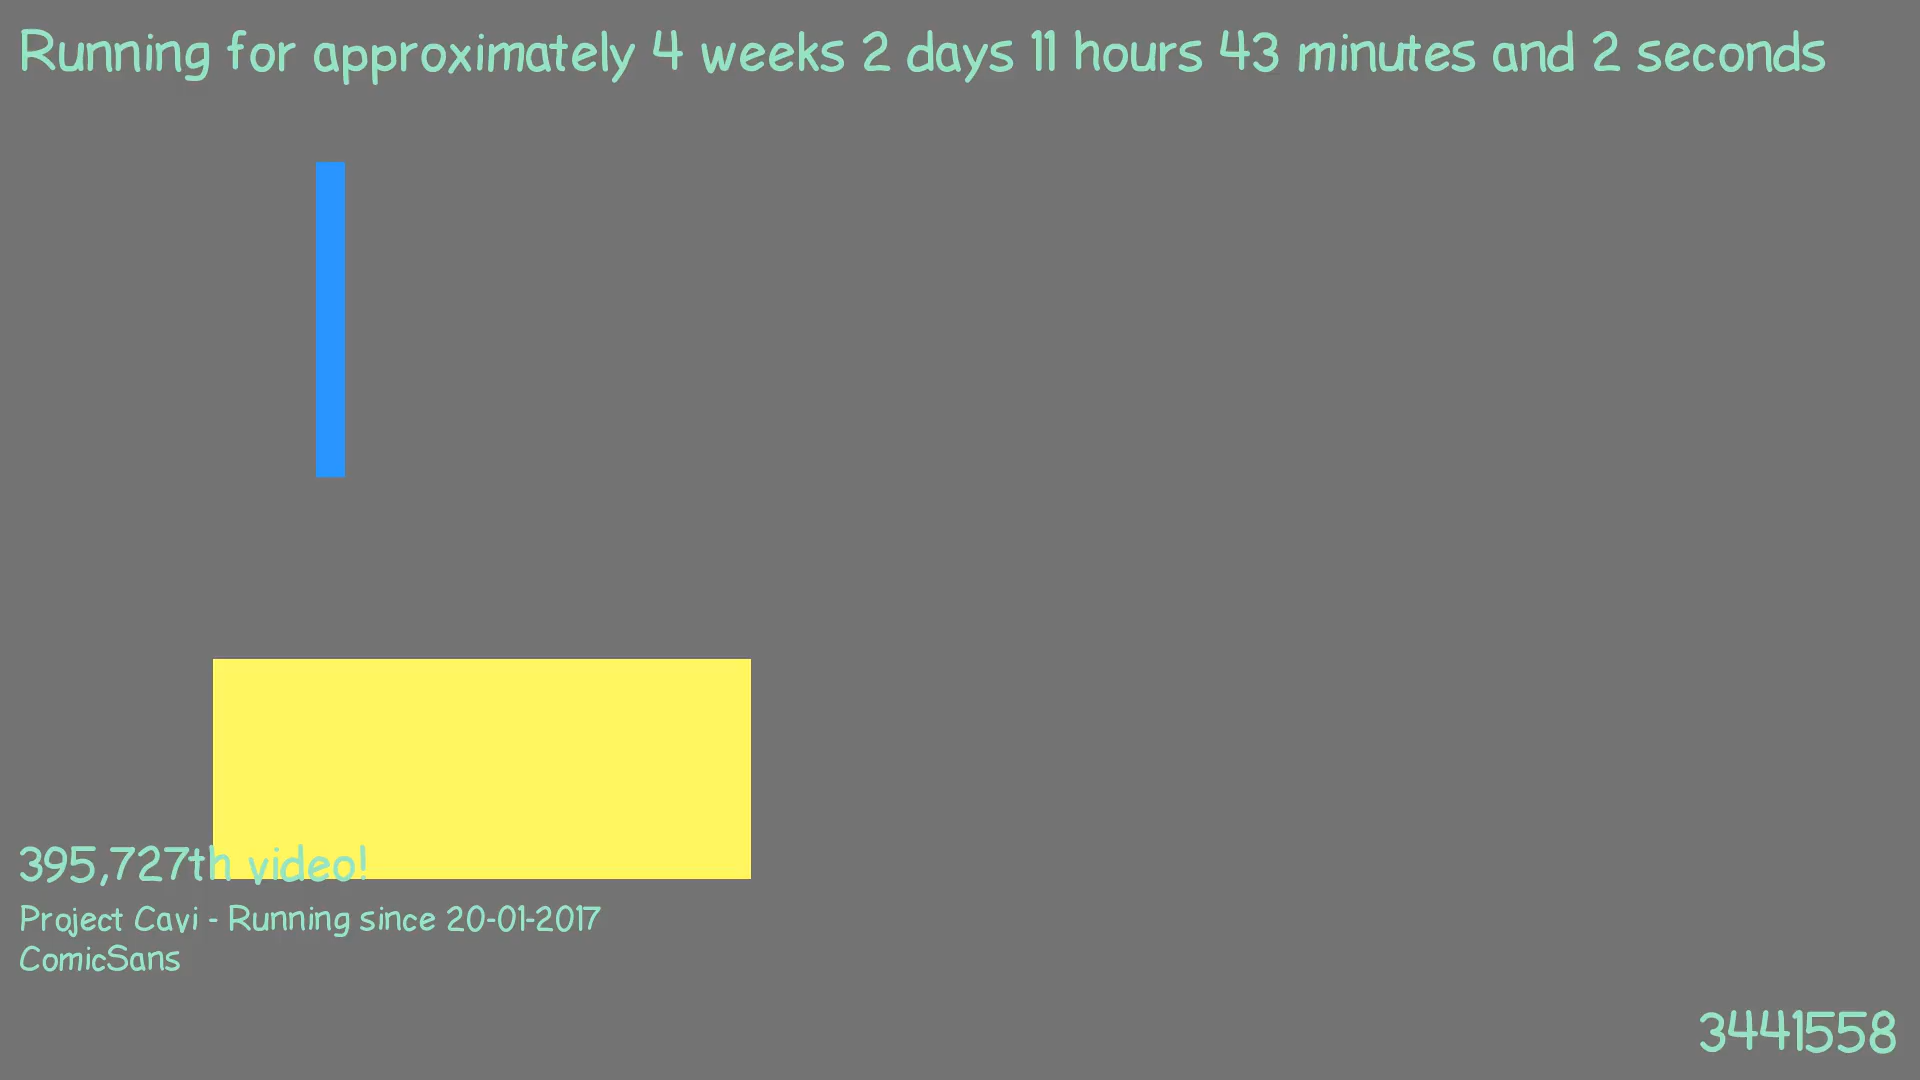 Running for approximately 4 weeks 2 days 11 hours 43 minutes and 2 seconds
395,727th video!
Project Cavi - Running since 20-01-2017
ComicSans
3441558